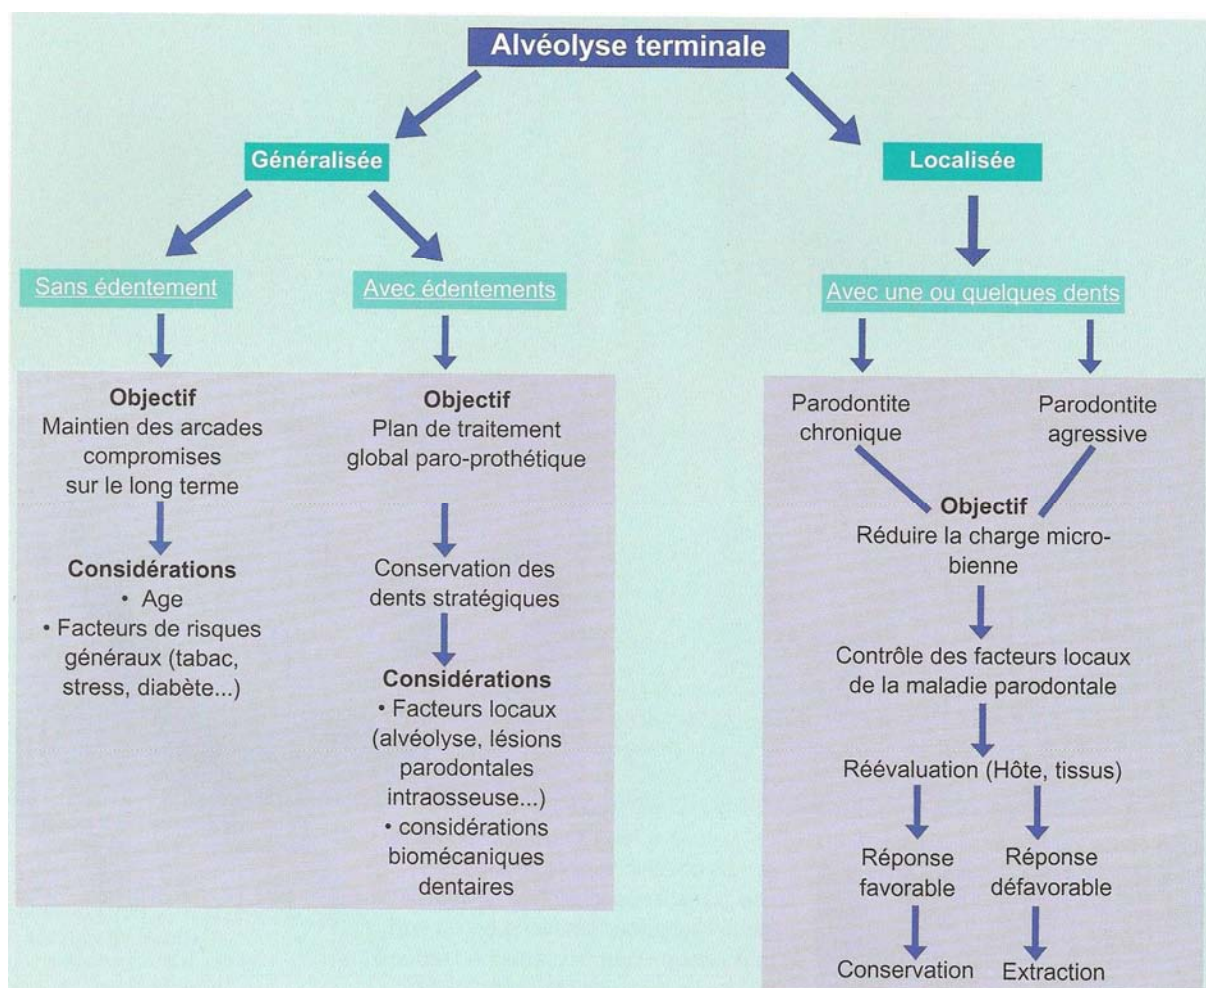 Alvéolyse terminale
Généralisée
Localisée
Sans édentement
Avec édentements
Avec une ou quelques dents
Objectif
Maintien des arcades
compromises
sur le long terme
Considérations
• Age
• Facteurs de risques
généraux (tabac,
stress, diabète...)
Objectif
Plan de traitement
global paro-prothétique
Conservation des
dents stratégiques
Considérations
• Facteurs locaux
(alvéolyse, lésions
parodontales
intraosseuse...)
• considérations
biomécaniques
dentaires
Parodontite
chronique
Parodontite
agressive
Objectif
Réduire la charge micro-
bienne
Contrôle des facteurs locaux
de la maladie parodontale
Réévaluation (Hôte, tissus)
Réponse
favorable
Réponse
défavorable
Conservation
Extraction